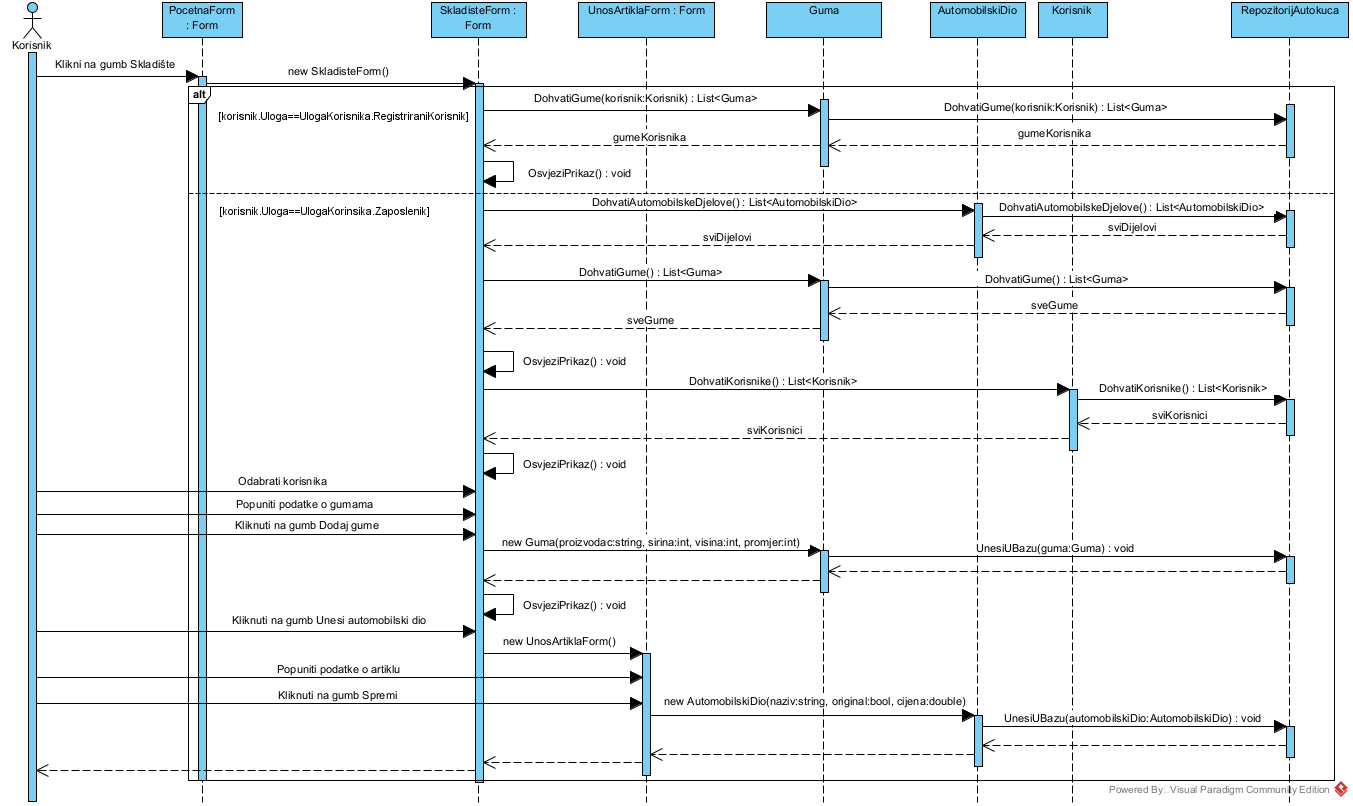 PocetnaForm
: Form
SkladisteForm :
Form
UnosArtiklaForm : Form
Guma
AutomobilskiDio
Korisnik
RepozitorijAutokuca
Korisnik
Klikni na gumb Skladište
new SkladisteForm()
alt
DohvatiGume(korisnik:Korisnik) : List<Guma>
DohvatiGume(korisnik:Korisnik) : List<Guma>
[korisnik.Uloga==UlogaKorisnika.RegistriraniKorisnik]
gumeKorisnika
gumeKorisnika
OsvjeziPrikaz() : void
[korisnik.Uloga==UlogaKorinsika.Zaposlenik]
DohvatiAutomobilskeDjelove() : List<AutomobilskiDio>
DohvatiAutomobilskeDjelove() : List<AutomobilskiDio>
sviDijelovi
sviDijelovi
DohvatiGume() : List<Guma>
DohvatiGume() : List<Guma>
sveGume
sveGume
OsvjeziPrikaz() : void
DohvatiKorisnike() : List<Korisnik>
DohvatiKorisnike() : List<Korisnik>
sviKorisnici
sviKorisnici
OsvjeziPrikaz() : void
Odabrati korisnika
Popuniti podatke o gumama
Kliknuti na gumb Dodaj gume
new Guma(proizvodac:string, sirina:int, visina:int, promjer:int)
UnesiUBazu(guma:Guma) : void
OsvjeziPrikaz() : void
Kliknuti na gumb Unesi automobilski dio
new UnosArtiklaForm()
Popuniti podatke o artiklu
Kliknuti na gumb Spremi
new AutomobilskiDio(naziv:string, original:bool, cijena:double)
UnesiUBazu(automobilskiDio:AutomobilskiDio) : void
Powered By Visual Paradigm Community Edition